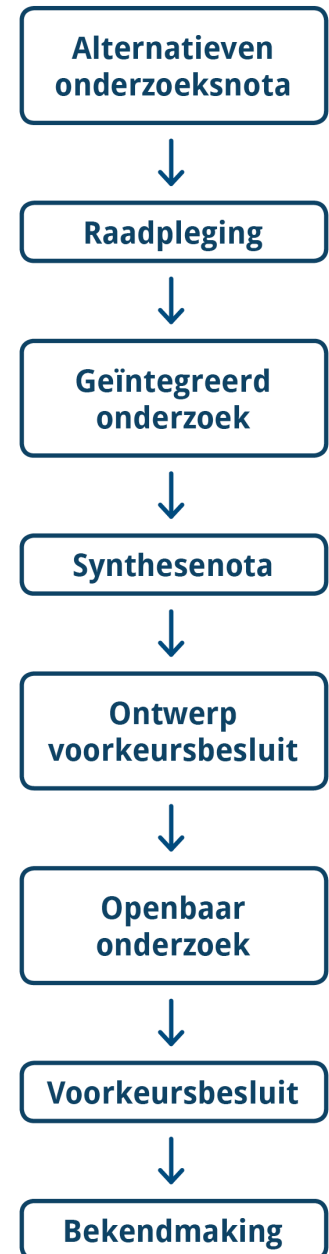 Alternatieven
onderzoeksnota
Raadpleging
Geïntegreerd
onderzoek
Synthesenota
Ontwerp
voorkeursbesluit
Openbaar
onderzoek
Voorkeursbesluit
Bekendmaking